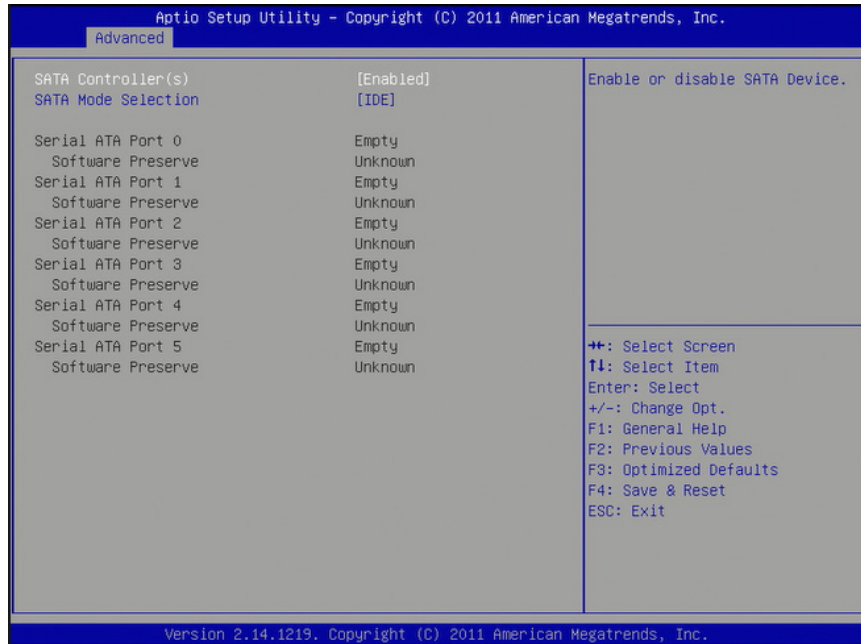 Aptio Setup Utility – Copyright (C) 2011 American Megatrends, Inc.
Advanced
SATA Controller(s) [Enabled]
SATA Mode Selection [IDE]
Serial ATA Port 0 Empty
Software Preserve Unknown
Serial ATA Port 1 Empty
Software Preserve Unknown
Serial ATA Port 2 Empty
Software Preserve Unknown
Serial ATA Port 3 Empty
Software Preserve Unknown
Serial ATA Port 4 Empty
Software Preserve Unknown
Serial ATA Port 5 Empty
Software Preserve Unknown
Enable or disable SATA Device.
→←: Select Screen
↑↓: Select Item
Enter: Select
+/-: Change Opt.
F1: General Help
F2: Previous Values
F3: Optimized Defaults
F4: Save & Reset
ESC: Exit
Version 2.14.1219. Copyright (C) 2011 American Megatrends, Inc.